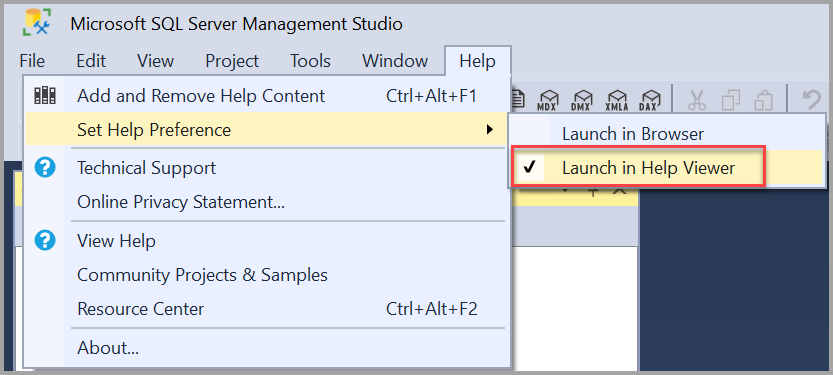 Microsoft SQL Server Management Studio
File Edit View Project Tools Window Help
Add and Remove Help Content Ctrl+Alt+F1
MDX DMX XMLA DAX
Set Help Preference
Launch in Browser
Launch in Help Viewer
Technical Support
Online Privacy Statement...
View Help
Community Projects & Samples
Resource Center Ctrl+Alt+F2
About...